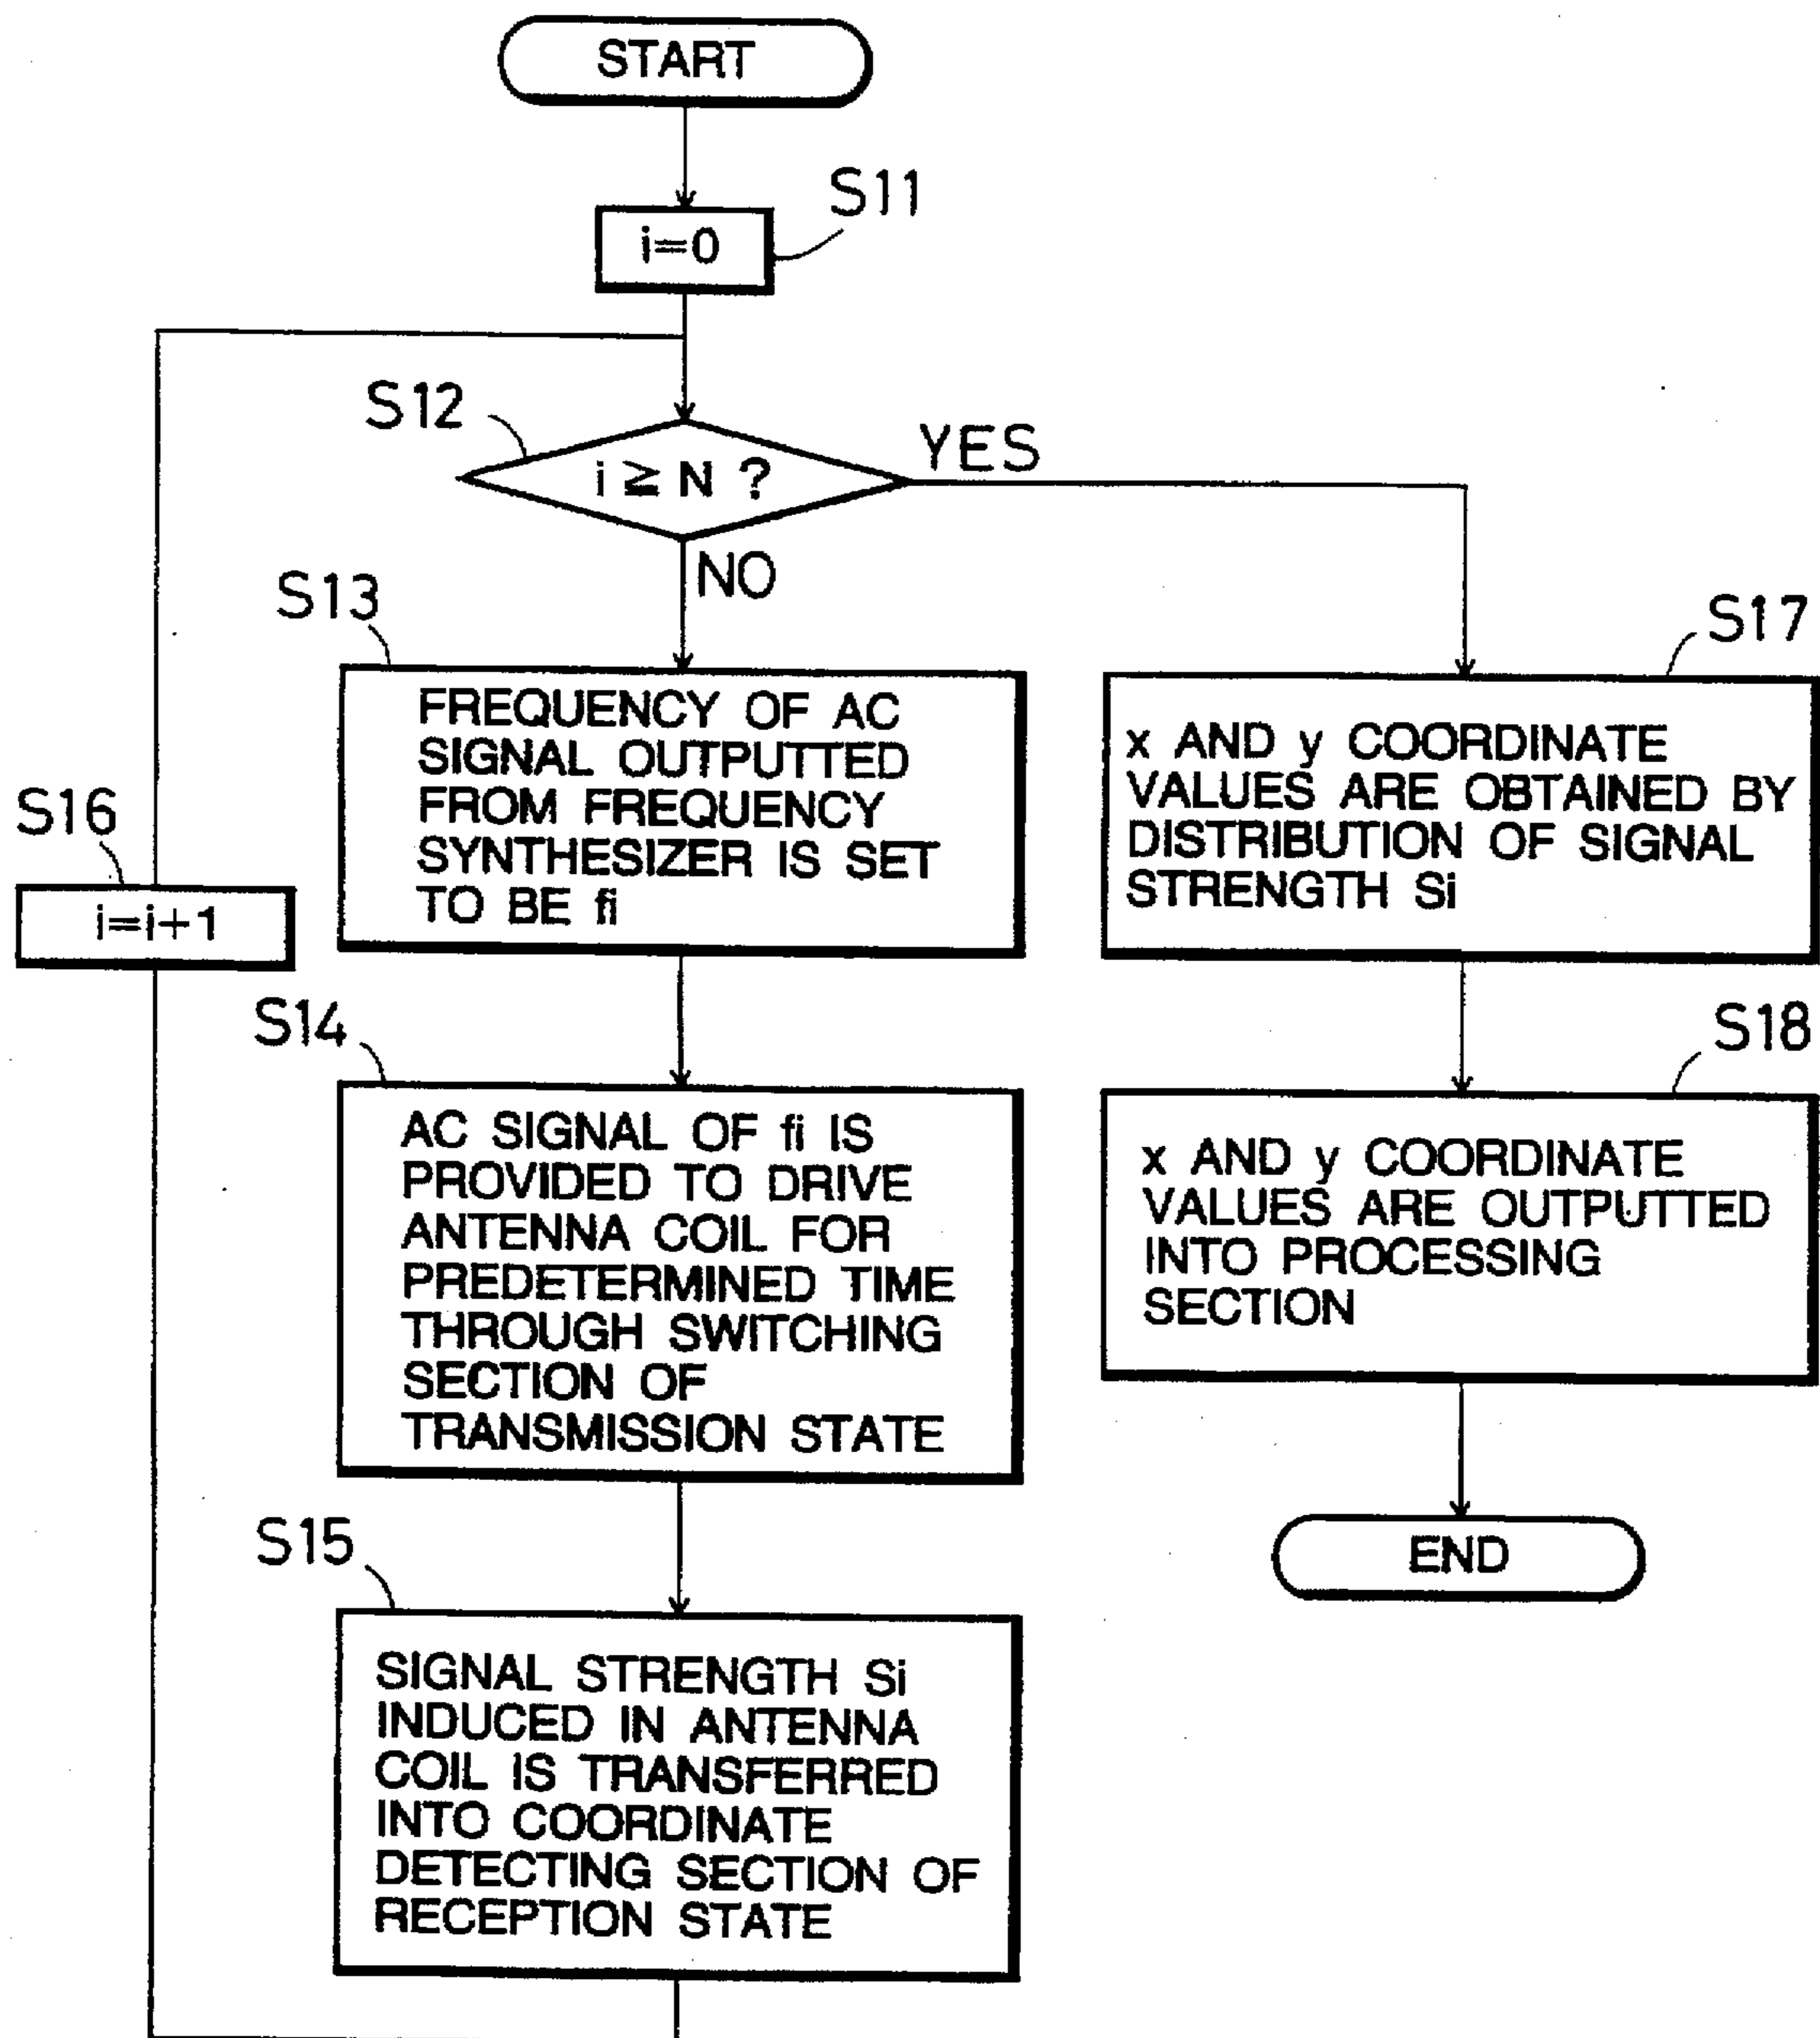 START
S11
i=0
S12
i ≧ N ?
YES
NO
S13
FREQUENCY OF AC
SIGNAL OUTPUTTED
FROM FREQUENCY
SYNTHESIZER IS SET
TO BE fi
S17
x AND y COORDINATE
VALUES ARE OBTAINED BY
DISTRIBUTION OF SIGNAL
STRENGTH Si
S16
i=i+1
S14
AC SIGNAL OF fi IS
PROVIDED TO DRIVE
ANTENNA COIL FOR
PREDETERMINED TIME
THROUGH SWITCHING
SECTION OF
TRANSMISSION STATE
S18
x AND y COORDINATE
VALUES ARE OUTPUTTED
INTO PROCESSING
SECTION
S15
SIGNAL STRENGTH Si
INDUCED IN ANTENNA
COIL IS TRANSFERRED
INTO COORDINATE
DETECTING SECTION OF
RECEPTION STATE
END